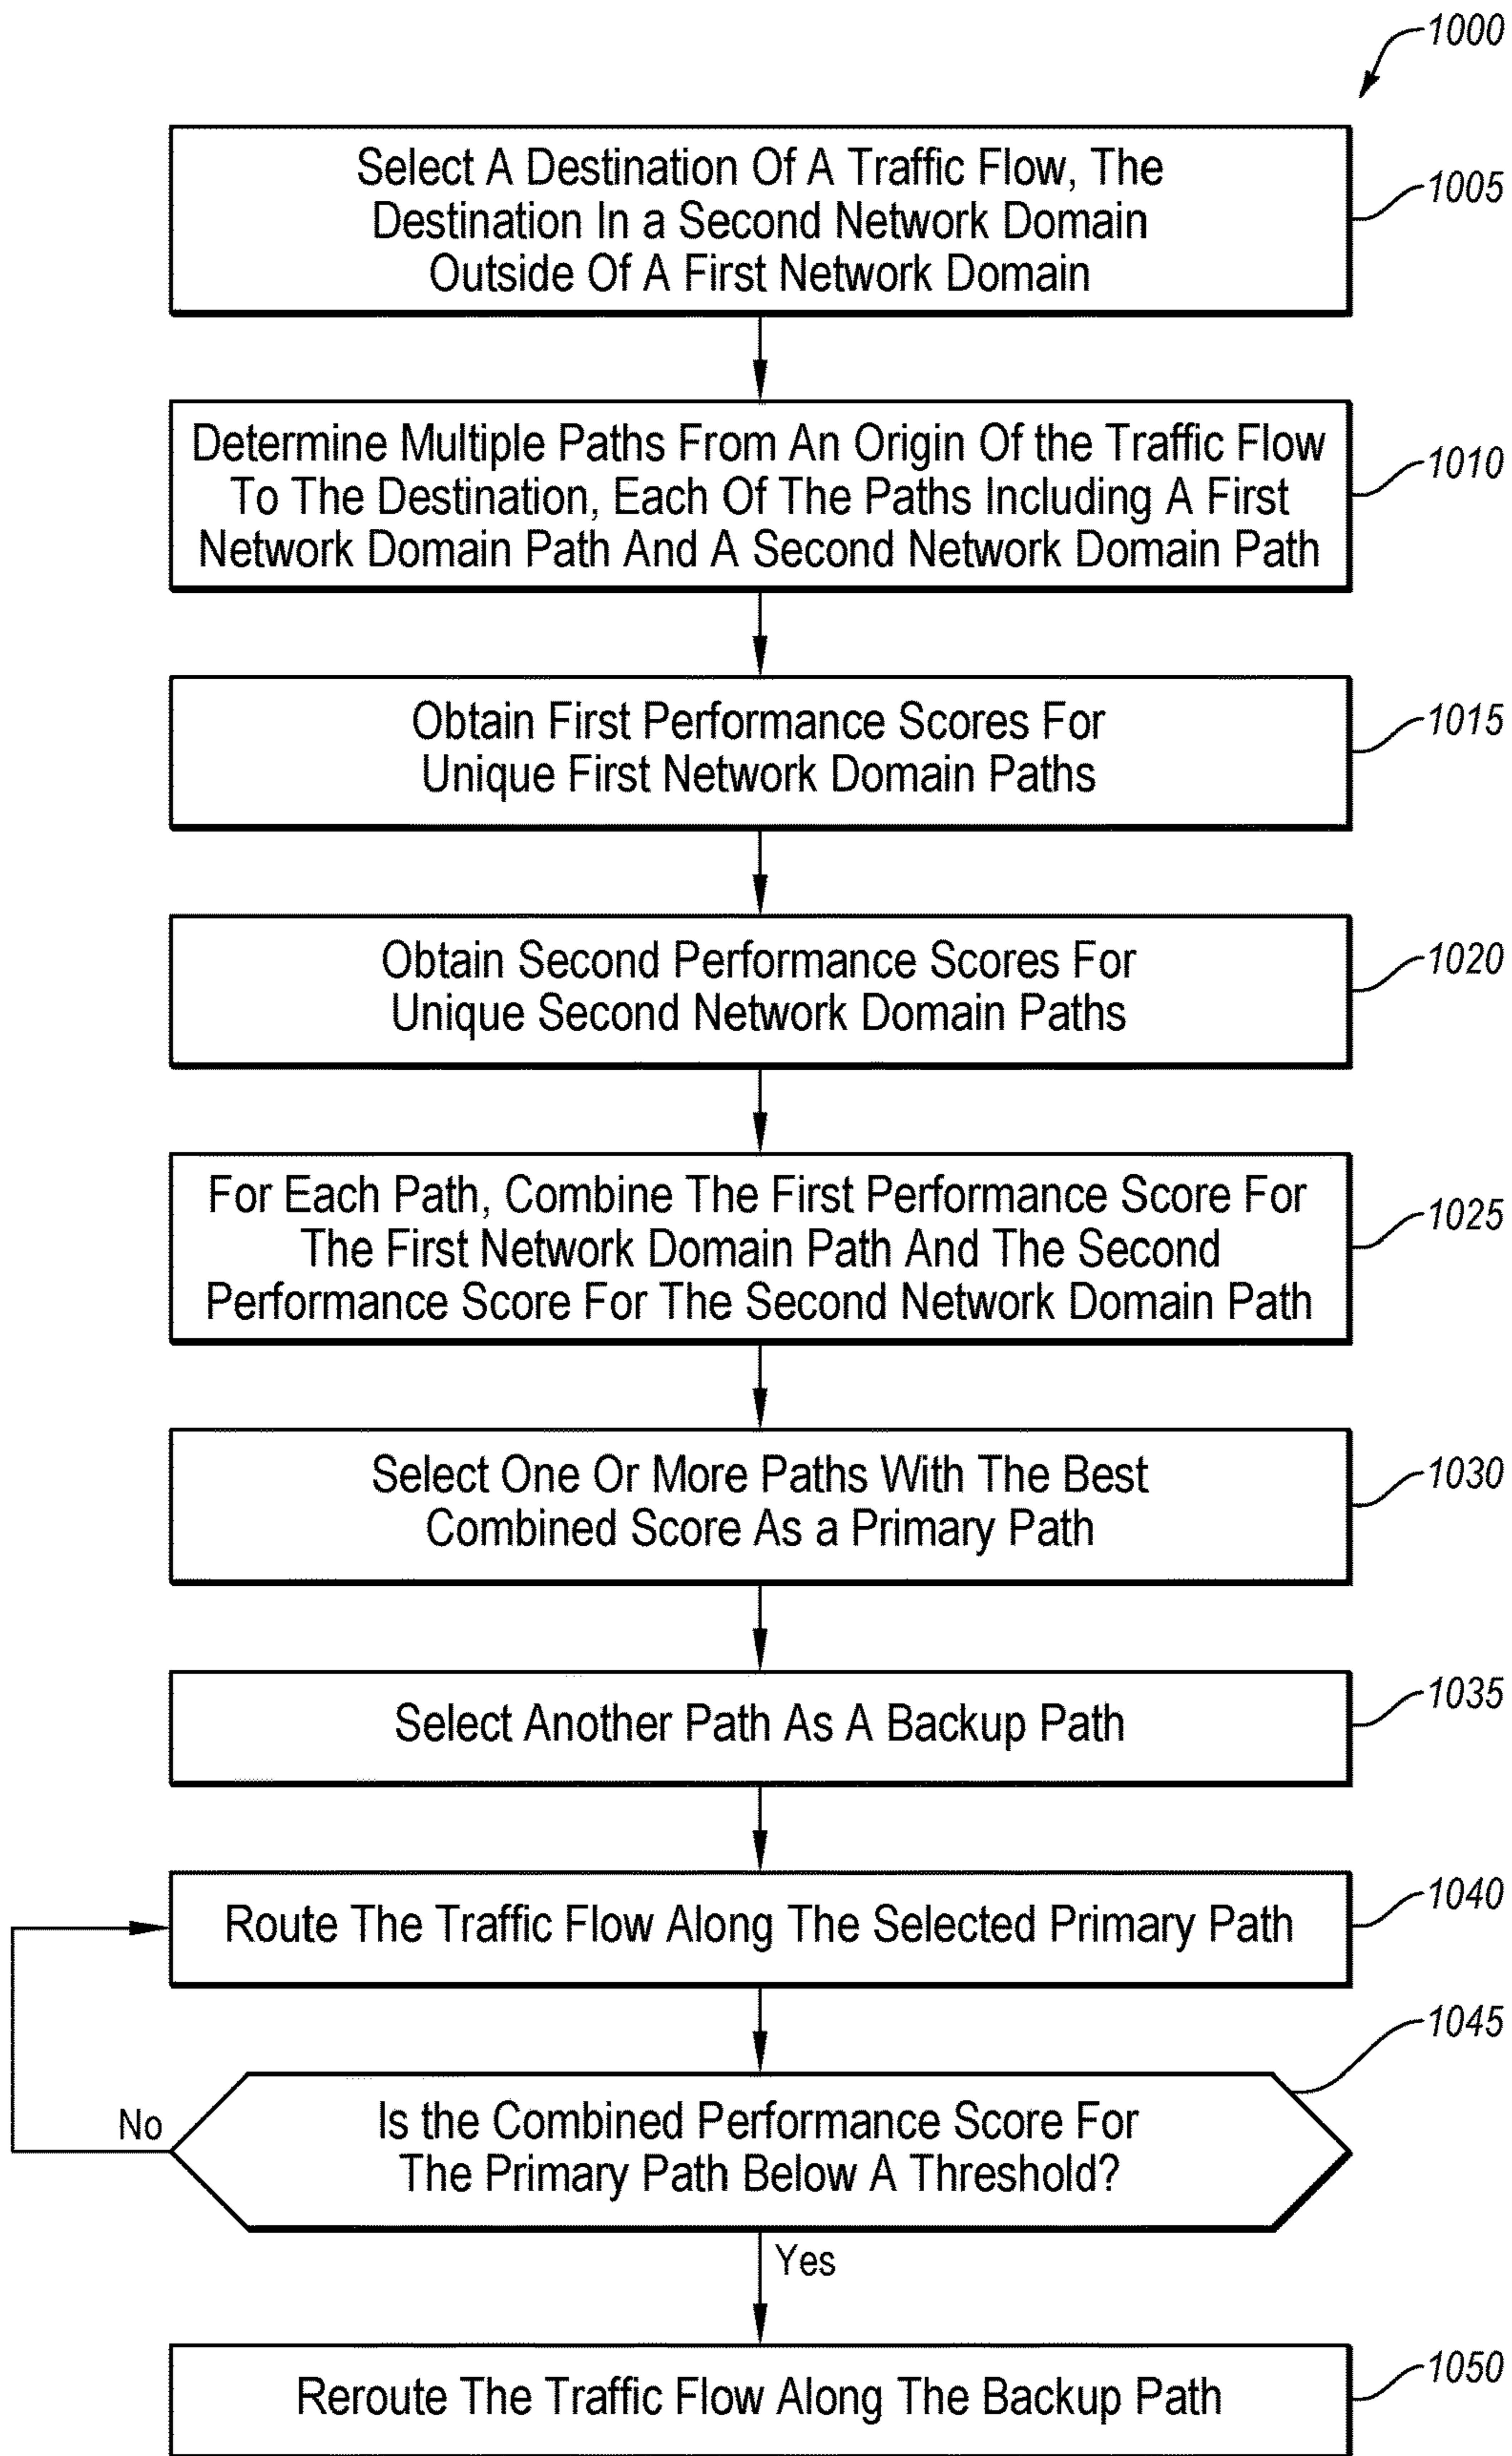 1000
Select A Destination Of A Traffic Flow, The
Destination In a Second Network Domain
Outside Of A First Network Domain
1005
Determine Multiple Paths From An Origin Of the Traffic Flow
To The Destination, Each Of The Paths Including A First
Network Domain Path And A Second Network Domain Path
1010
Obtain First Performance Scores For
Unique First Network Domain Paths
1015
Obtain Second Performance Scores For
Unique Second Network Domain Paths
1020
For Each Path, Combine The First Performance Score For
The First Network Domain Path And The Second
Performance Score For The Second Network Domain Path
1025
Select One Or More Paths With The Best
Combined Score As a Primary Path
1030
Select Another Path As A Backup Path
1035
Route The Traffic Flow Along The Selected Primary Path
1040
Is the Combined Performance Score For
The Primary Path Below A Threshold?
1045
No
Yes
Reroute The Traffic Flow Along The Backup Path
1050